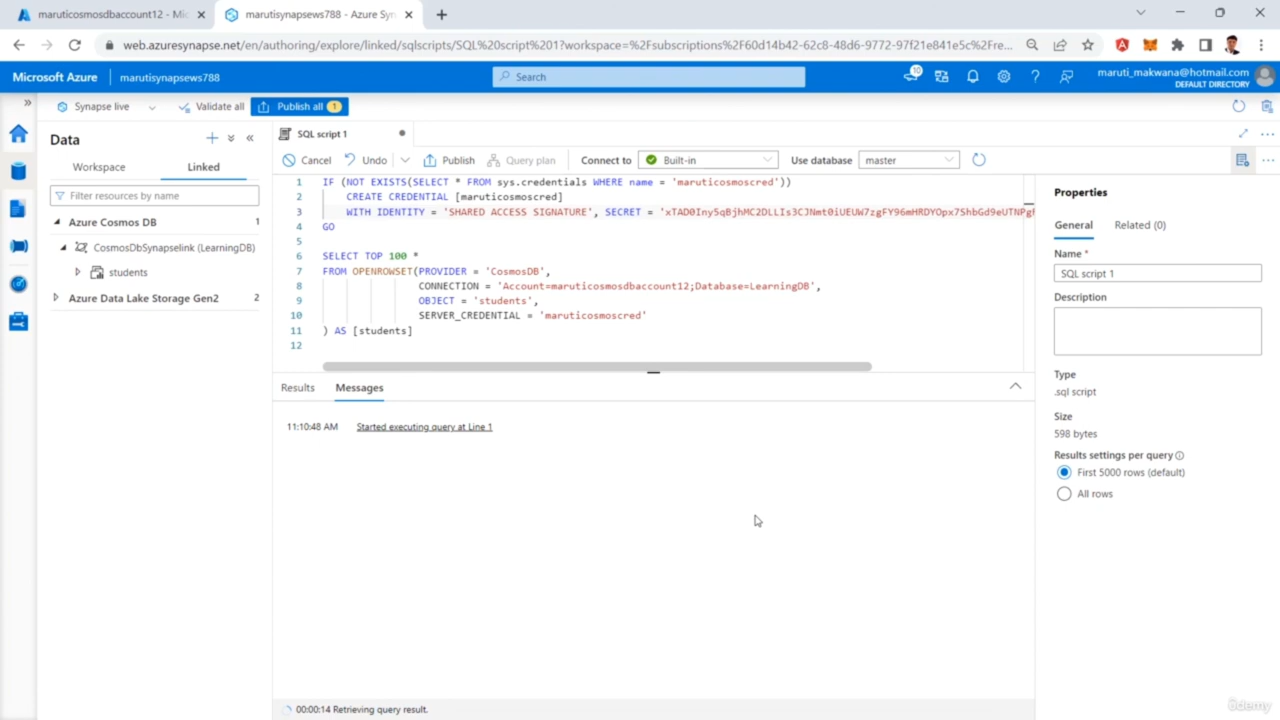 maruticosmosdbaccount12 - Mic
marutisynapsews788 - Azure Syn
web.azuresynapse.net/en/authoring/explore/linked/sqlscripts/SQL%20script%201?workspace=%2Fsubscriptions%2F60d14b42-62c8-48d6-9772-97f21e841e5c%2Fre...
Microsoft Azure
marutisynapsews788
Search
10
maruti_makwana@hotmail.com
DEFAULT DIRECTORY
Synapse live
Validate all
Publish all 1
Data
Workspace
Linked
Filter resources by name
Azure Cosmos DB 1
CosmosDbSynapselink (LearningDB)
students
Azure Data Lake Storage Gen2 2
SQL script 1
Cancel
Undo
Publish
Query plan
Connect to
Built-in
Use database
master
1 IF (NOT EXISTS(SELECT * FROM sys.credentials WHERE name = 'maruticosmoscred'))
2 CREATE CREDENTIAL [maruticosmoscred]
3 WITH IDENTITY = 'SHARED ACCESS SIGNATURE', SECRET =
4 GO
5
6 SELECT TOP 100 *
7 FROM OPENROWSET(PROVIDER = 'CosmosDB',
8 CONNECTION = 'Account=maruticosmosdbaccount12;Database=LearningDB',
9 OBJECT = 'students',
10 SERVER_CREDENTIAL = 'maruticosmoscred'
11 ) AS [students]
12
Results
Messages
11:10:48 AM
Started executing query at Line 1
00:00:14 Retrieving query result.
Properties
General
Related (0)
Name *
SQL script 1
Description
Type
.sql script
Size
598 bytes
Results settings per query
First 5000 rows (default)
All rows
ûdemy